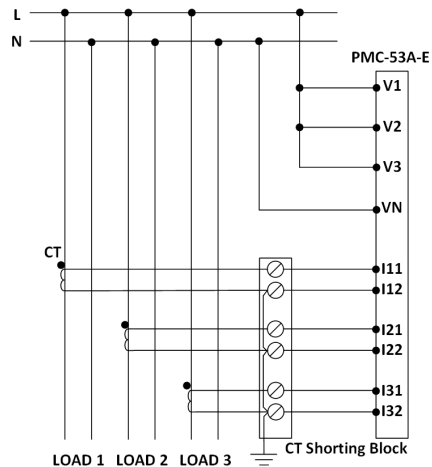 L
N
PMC-53A-E
V1
V2
V3
VN
CT
I11
I12
I21
I22
I31
I32
CT Shorting Block
LOAD 1 LOAD 2 LOAD 3